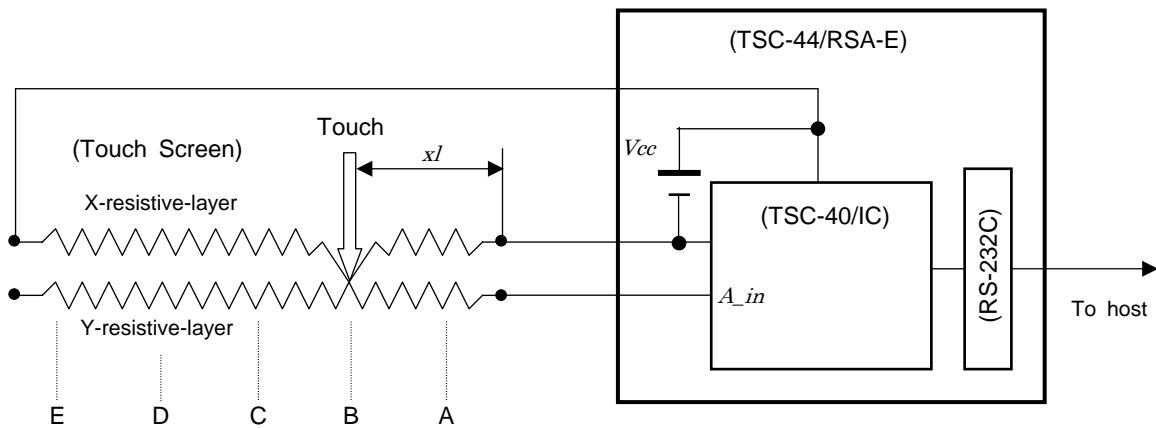 (TSC-44/RSA-E)
Touch
Vcc
(Touch Screen)
xl
X-resistive-layer
(TSC-40/IC)
(RS-232C)
A_in
To host
Y-resistive-layer
E D C B A